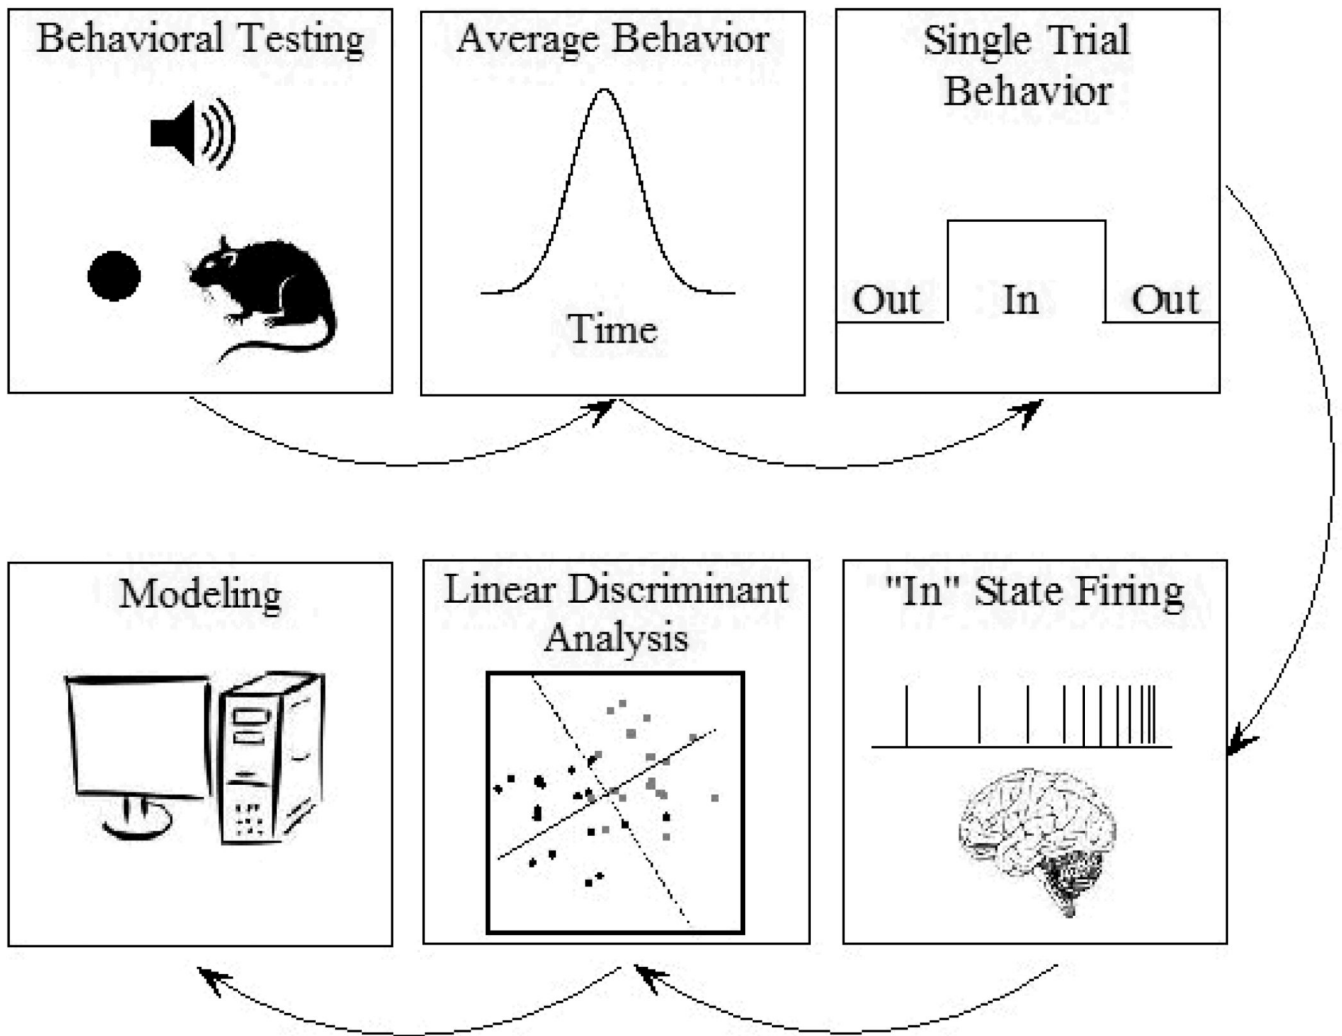 Behavioral Testing
Average Behavior
Time
Single Trial
Behavior
Out
In
Out
Modeling
Linear Discriminant
Analysis
"In" State Firing